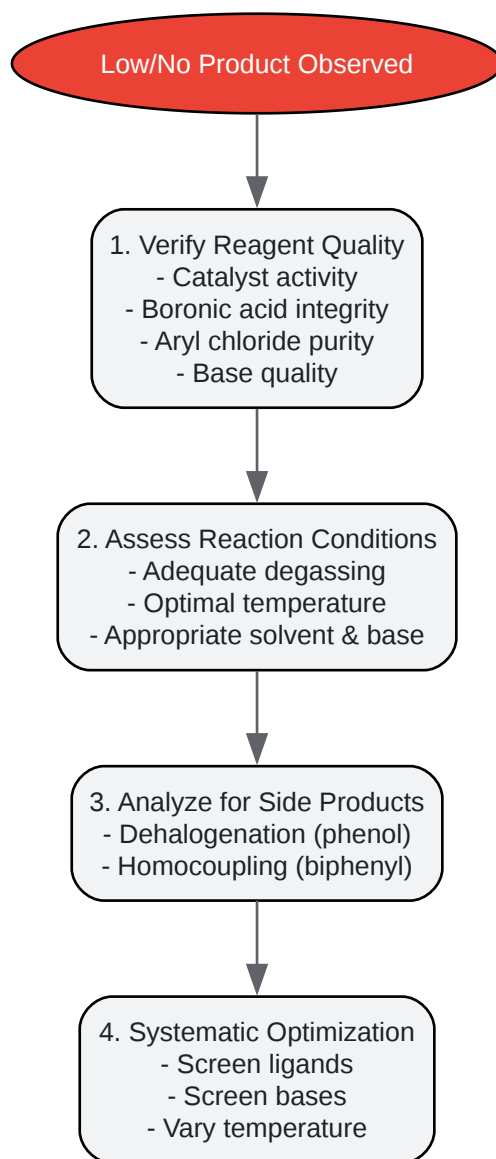 Low/No Product Observed
1. Verify Reagent Quality
- Catalyst activity
- Boronic acid integrity
- Aryl chloride purity
- Base quality
2. Assess Reaction Conditions
- Adequate degassing
- Optimal temperature
- Appropriate solvent & base
3. Analyze for Side Products
- Dehalogenation (phenol)
- Homocoupling (biphenyl)
4. Systematic Optimization
- Screen ligands
- Screen bases
- Vary temperature